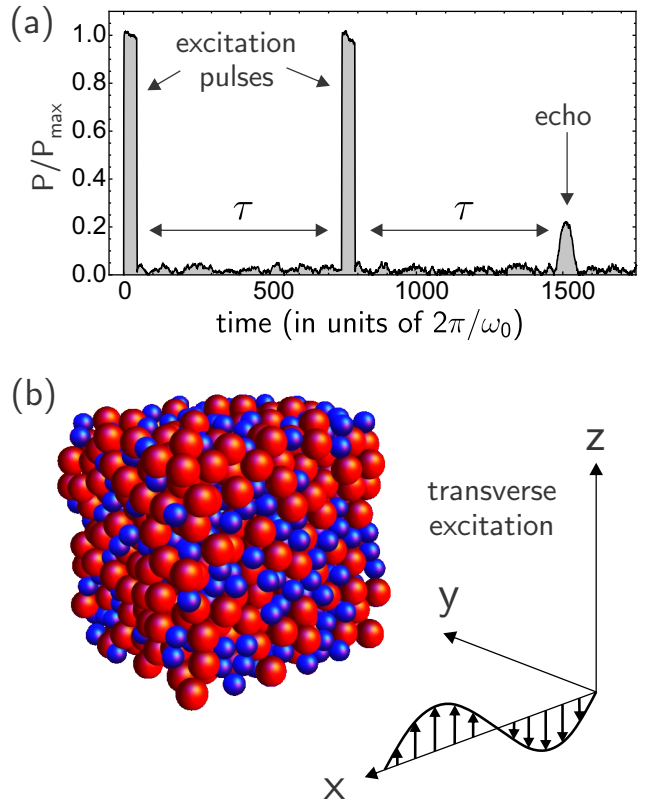 (a)
excitation
pulses
echo
τ
τ
P/Pmax
1.0
0.8
0.6
0.4
0.2
0.0
0
500
1000
1500
time (in units of 2π/ω₀)
(b)
transverse
excitation
z
y
x